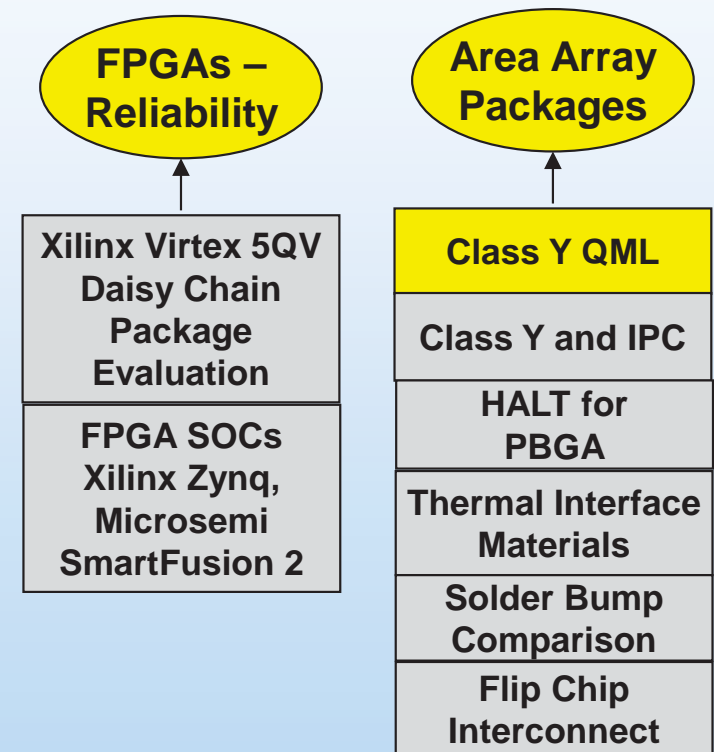 FPGAs –
Reliability
Xilinx Virtex 5QV
Daisy Chain
Package
Evaluation
FPGA SOCs
Xilinx Zynq,
Microsemi
SmartFusion 2
Area Array
Packages
Class Y QML
Class Y and IPC
HALT for
PBGA
Thermal Interface
Materials
Solder Bump
Comparison
Flip Chip
Interconnect